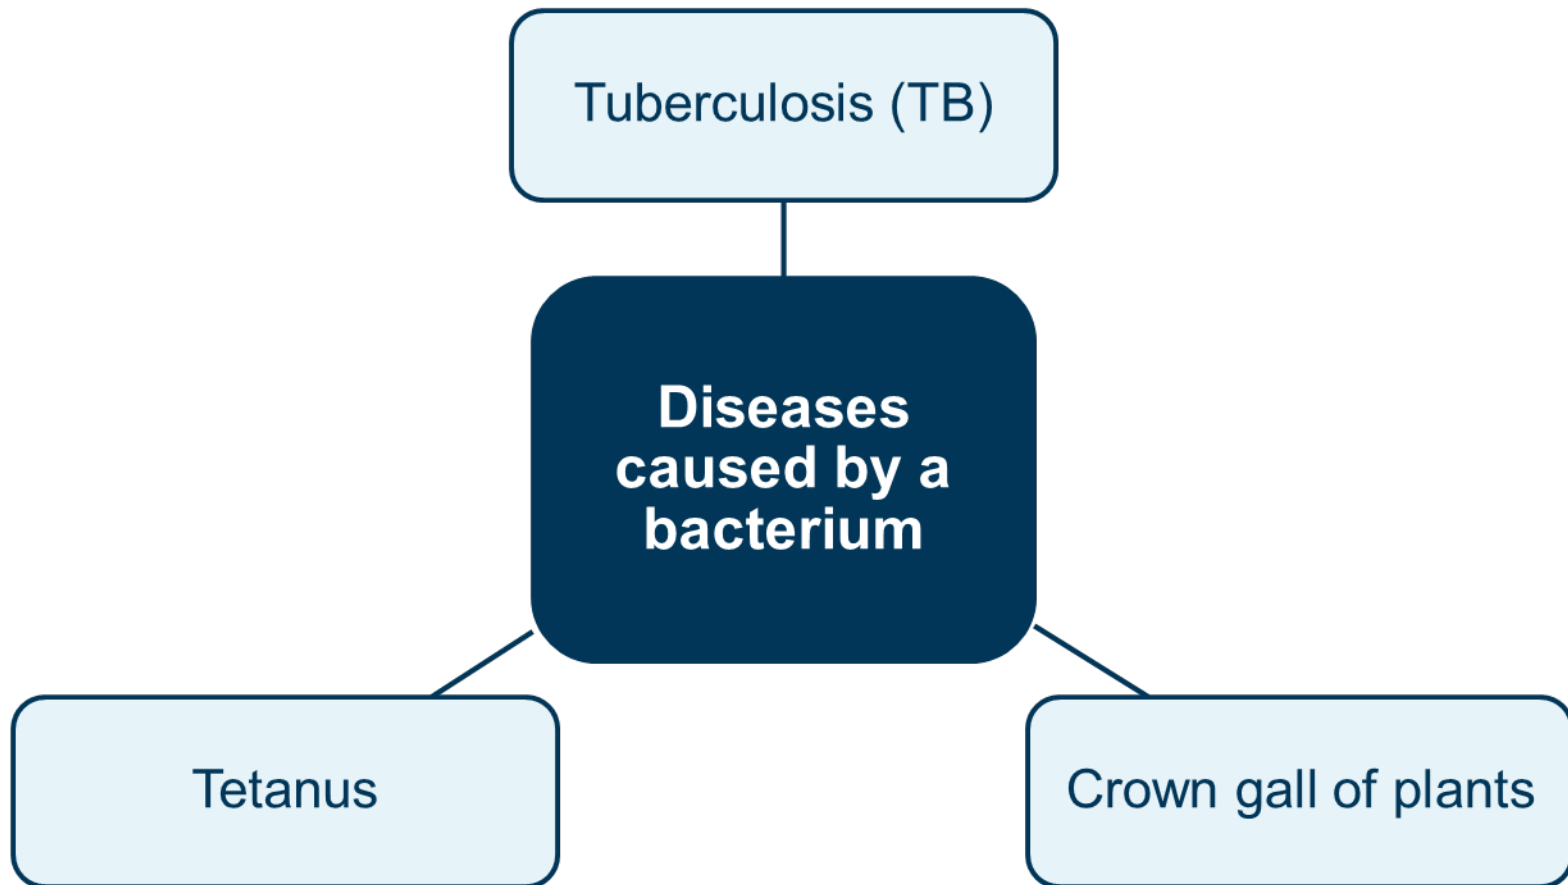 Tuberculosis (TB)
Diseases
caused by a
bacterium
Tetanus
Crown gall of plants